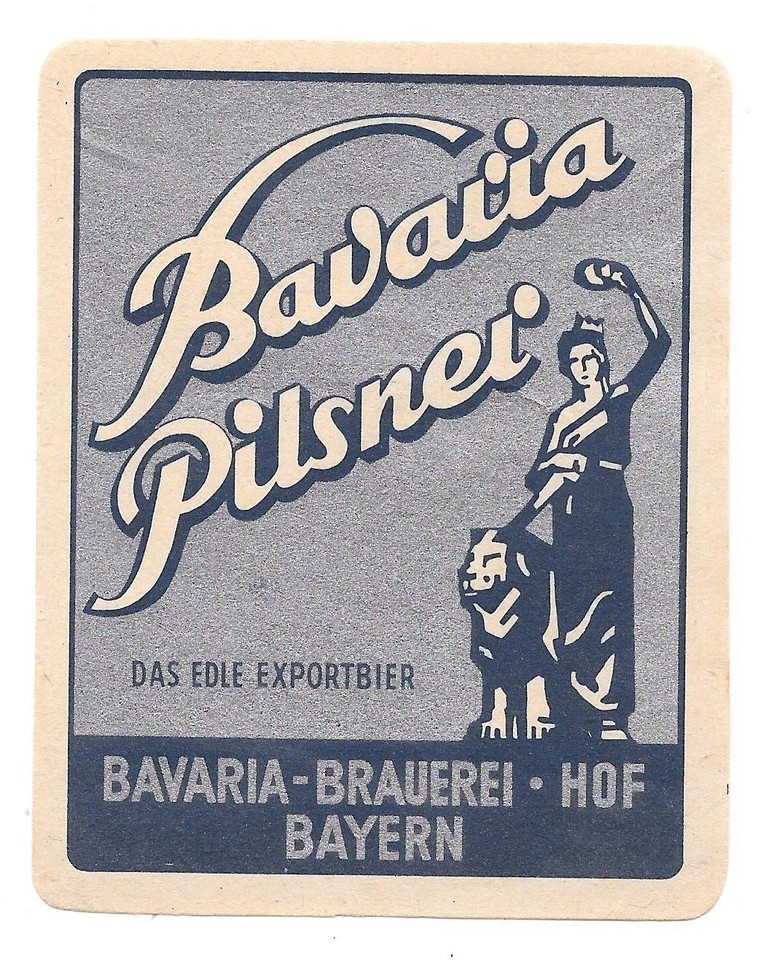 Bavaria
Pilsner
DAS EDLE EXPORTBIER
BAVARIA-BRAUEREI • HOF
BAYERN